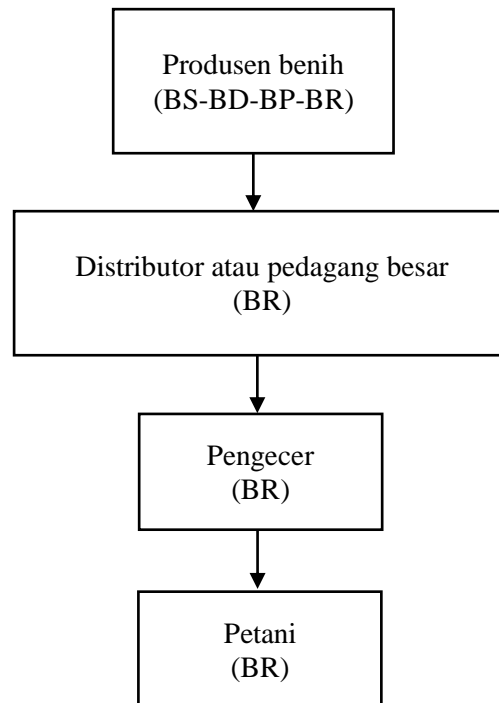 Produsen benih
(BS-BD-BP-BR)
Distributor atau pedagang besar
(BR)
Pengecer
(BR)
Petani
(BR)